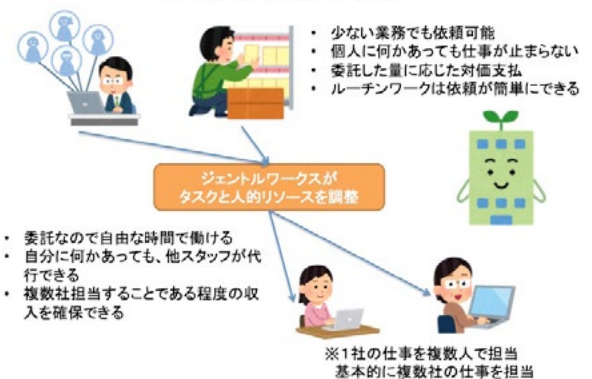 ・ 少ない業務でも依頼可能
・ 個人に何かあっても仕事が止まらない
・ 委託した量に応じた対価支払
・ ルーチンワークは依頼が簡単にできる
ジェントルワークスが
タスクと人的リソースを調整
・ 委託なので自由な時間で働ける
・ 自分に何かあっても、他スタッフが代
行できる
・ 複数社担当することである程度の収
入を確保できる
※1社の仕事を複数人で担当
基本的に複数社の仕事を担当